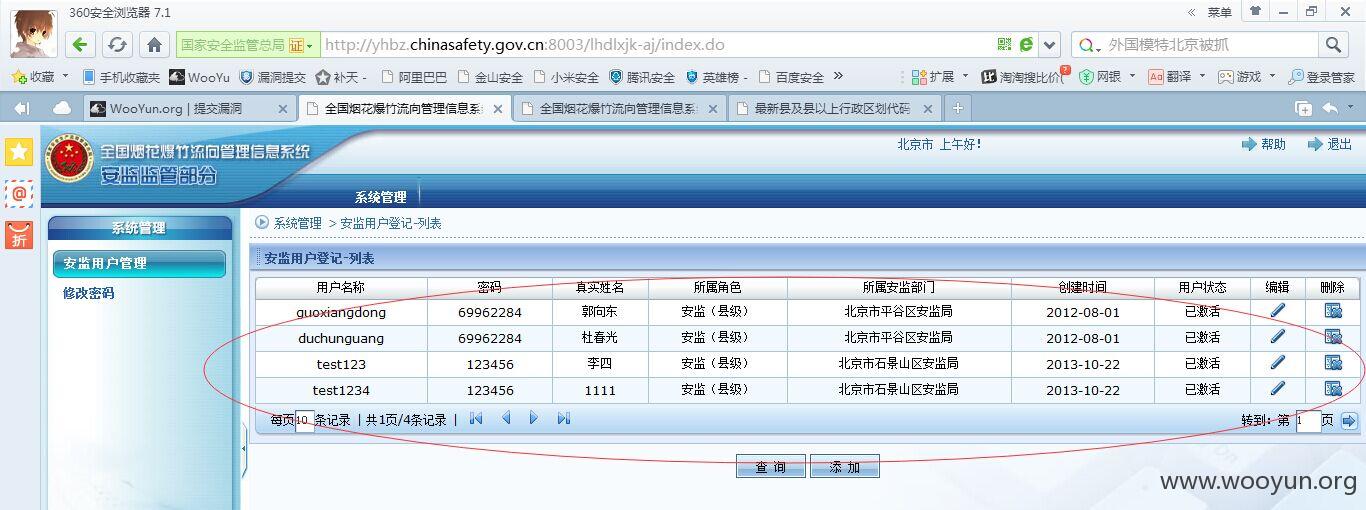 360安全浏览器 7.1
« 菜单
国家安全监管总局 证 http://yhbz.chinasafety.gov.cn:8003/lhdlxjk-aj/index.do 外国模特北京被抓
收藏 手机收藏夹 WooYu 漏洞提交 补天 - 阿里巴巴 金山安全 小米安全 腾讯安全 英雄榜 - 百度安全 » 扩展 淘淘搜比价( ? 网银 Aa 翻译 游戏 登录管家
WooYun.org | 提交漏洞 全国烟花爆竹流向管理信息系 全国烟花爆竹流向管理信息系 最新县及县以上行政区划代码
全国烟花爆竹流向管理信息系统
安监监管部分
北京市 上午好! 帮助 退出
@
折
系统管理
系统管理
安监用户管理
修改密码
系统管理 > 安监用户登记-列表
安监用户登记-列表
用户名称 密码 真实姓名 所属角色 所属安监部门 创建时间 用户状态 编辑 删除
guoxiangdong 69962284 郭向东 安监（县级） 北京市平谷区安监局 2012-08-01 已激活
duchunguang 69962284 杜春光 安监（县级） 北京市平谷区安监局 2012-08-01 已激活
test123 123456 李四 安监（县级） 北京市石景山区安监局 2013-10-22 已激活
test1234 123456 1111 安监（县级） 北京市石景山区安监局 2013-10-22 已激活
每页10条记录 | 共1页/4条记录 | 转到: 第 1 页
查 询 添 加
www.wooyun.org